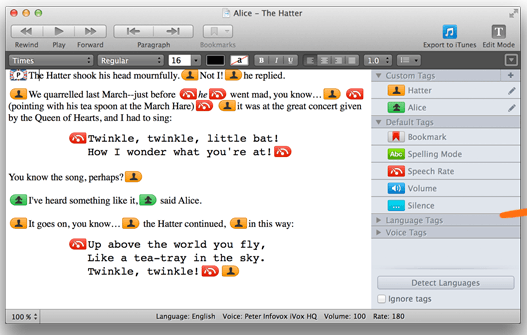 Alice – The Hatter
Rewind Play Forward Paragraph Bookmarks Export to iTunes Edit Mode
Times Regular 16 a B I U 1.0
P The Hatter shook his head mournfully. Not I! he replied.
We quarrelled last March--just before he went mad, you know…
(pointing with his tea spoon at the March Hare) it was at the great concert given
by the Queen of Hearts, and I had to sing:
Twinkle, twinkle, little bat!
How I wonder what you're at!
You know the song, perhaps?
I've heard something like it, said Alice.
It goes on, you know… the Hatter continued, in this way:
Up above the world you fly,
Like a tea-tray in the sky.
Twinkle, twinkle!
Custom Tags
Hatter
Alice
Default Tags
Bookmark
Abc Spelling Mode
Speech Rate
Volume
... Silence
Language Tags
Voice Tags
Detect Languages
Ignore tags
100 % Language: English Voice: Peter Infovox iVox HQ Volume: 100 Rate: 180